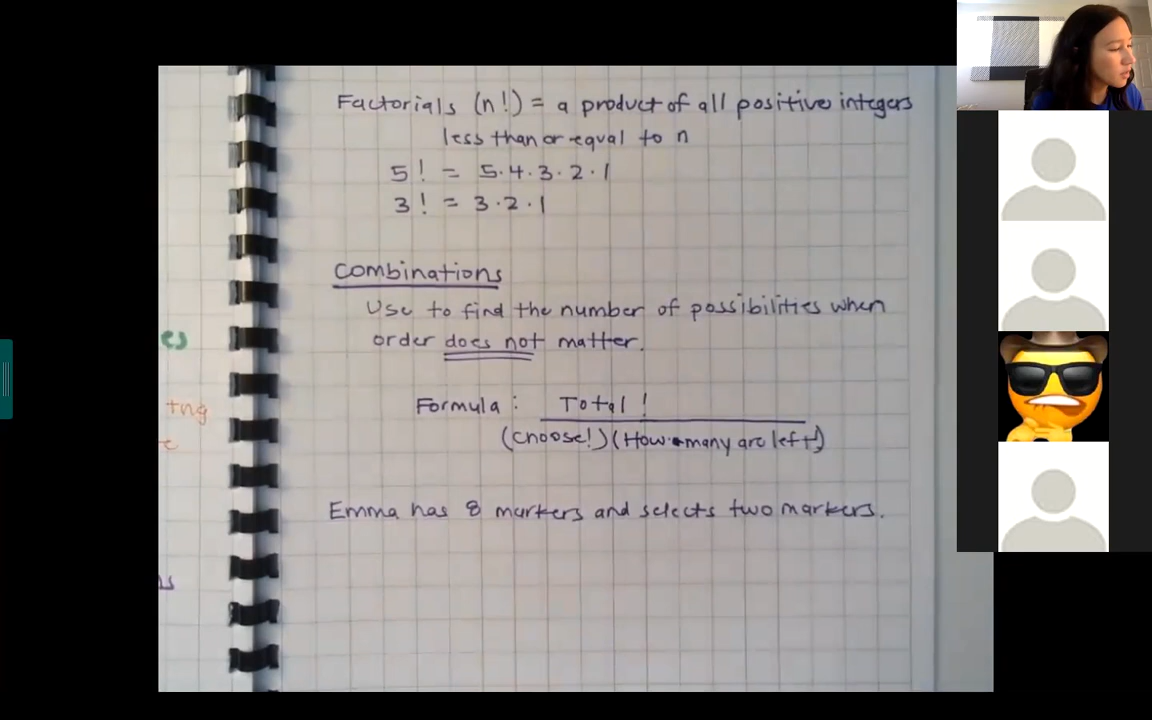 Factorials (n!) = a product of all positive integers
less than or equal to n
5! = 5.4.3.2.1
3! = 3.2.1
Combinations
Use to find the number of possibilities when
order does not matter.
Formula: Total!
(choose!)(How many are left!)
Emma has 8 markers and selects two markers.
es
tng